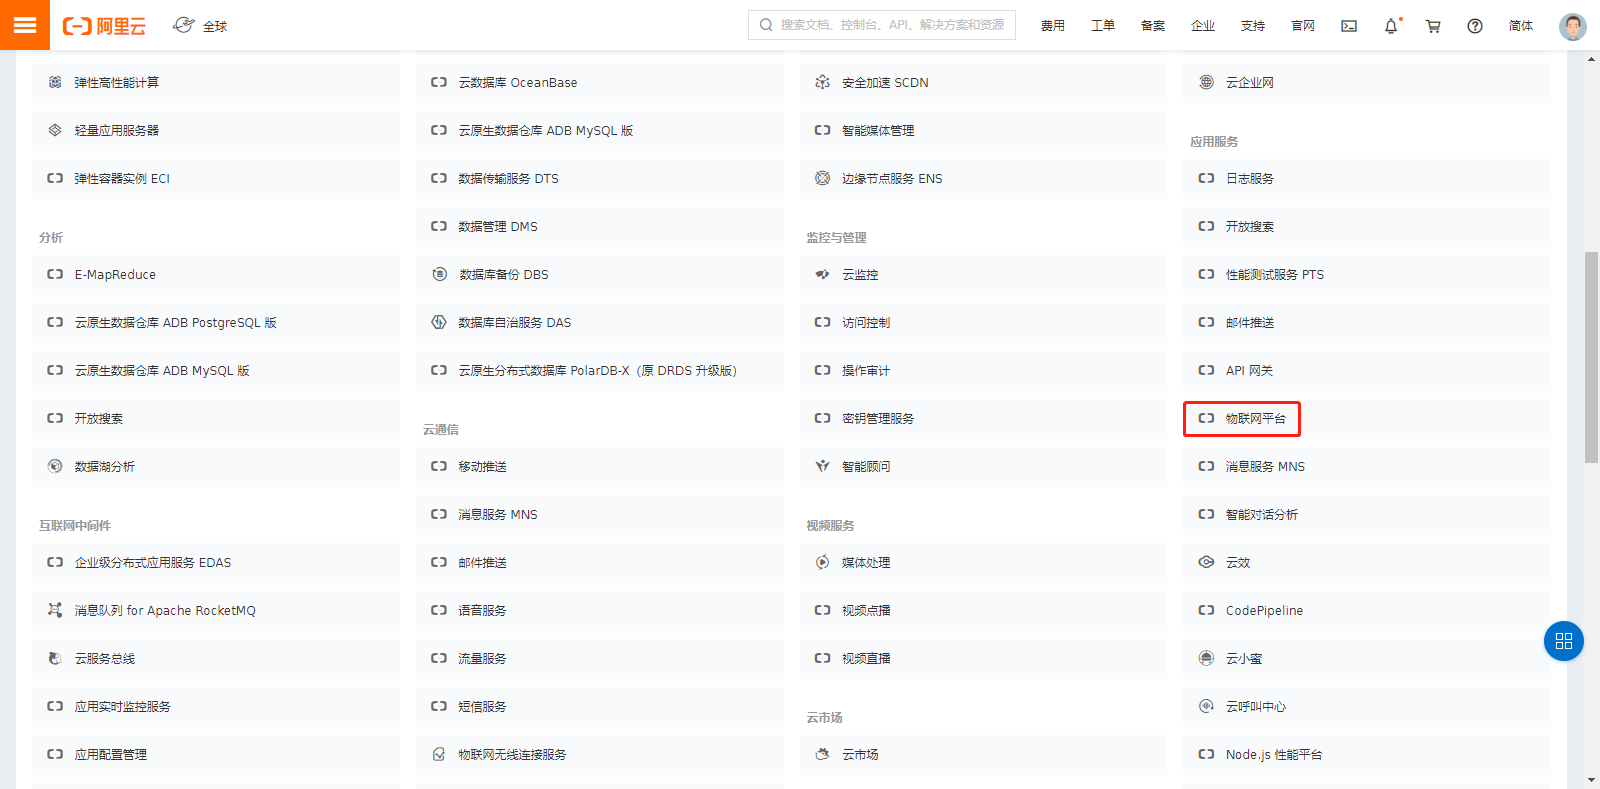 阿里云
全球
搜索文档、控制台、API、解决方案和资源
费用
工单
备案
企业
支持
官网
简体
弹性高性能计算
轻量应用服务器
弹性容器实例 ECI
分析
E-MapReduce
云原生数据仓库 ADB PostgreSQL 版
云原生数据仓库 ADB MySQL 版
开放搜索
数据湖分析
互联网中间件
企业级分布式应用服务 EDAS
消息队列 for Apache RocketMQ
云服务总线
应用实时监控服务
应用配置管理
云数据库 OceanBase
云原生数据仓库 ADB MySQL 版
数据传输服务 DTS
数据管理 DMS
数据库备份 DBS
数据库自治服务 DAS
云原生分布式数据库 PolarDB-X（原 DRDS 升级版）
云通信
移动推送
消息服务 MNS
邮件推送
语音服务
流量服务
短信服务
物联网无线连接服务
安全加速 SCDN
智能媒体管理
边缘节点服务 ENS
监控与管理
云监控
访问控制
操作审计
密钥管理服务
智能顾问
视频服务
媒体处理
视频点播
视频直播
云市场
云市场
云企业网
应用服务
日志服务
开放搜索
性能测试服务 PTS
邮件推送
API 网关
物联网平台
消息服务 MNS
智能对话分析
云效
CodePipeline
云小蜜
云呼叫中心
Node.js 性能平台